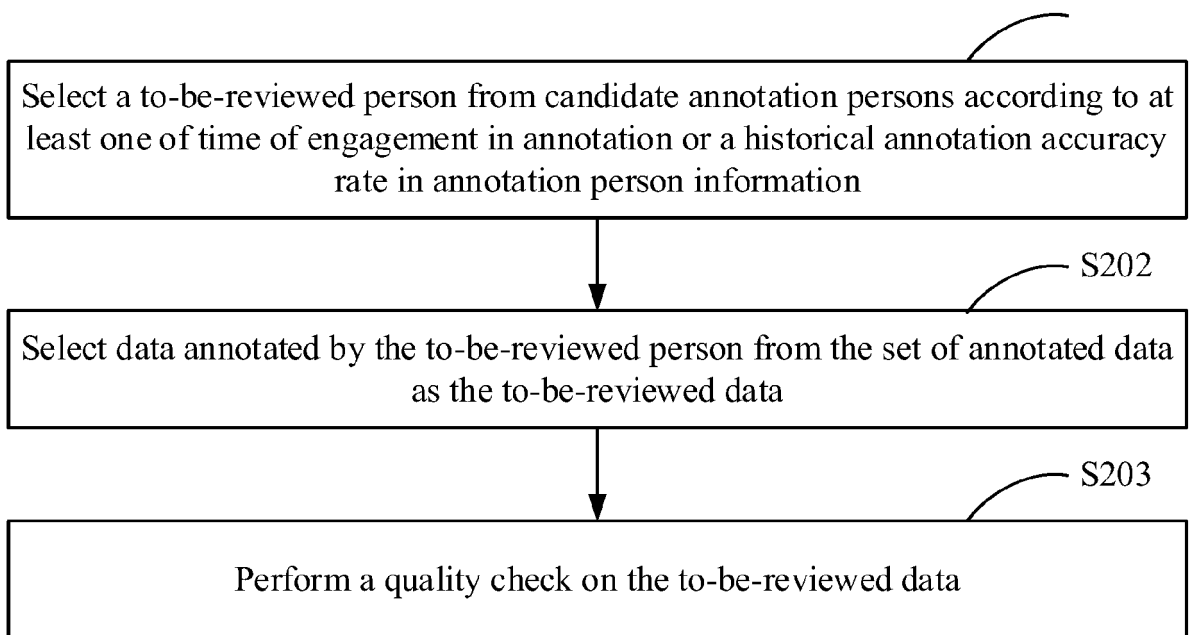 Select a to-be-reviewed person from candidate annotation persons according to at
least one of time of engagement in annotation or a historical annotation accuracy
rate in annotation person information
S202
Select data annotated by the to-be-reviewed person from the set of annotated data
as the to-be-reviewed data
S203
Perform a quality check on the to-be-reviewed data